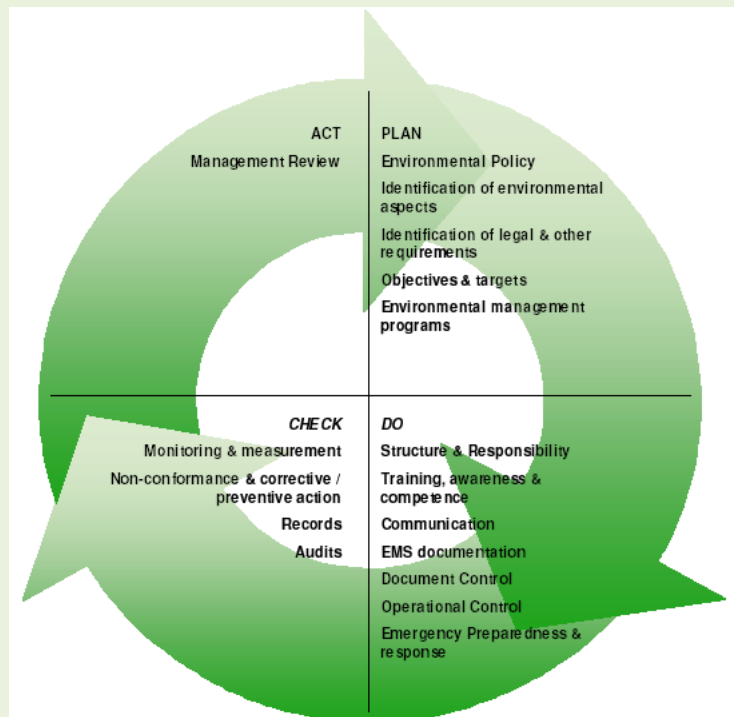 ACT
Management Review
PLAN
Environmental Policy
Identification of environmental
aspects
Identification of legal & other
requirements
Objectives & targets
Environmental management
programs
CHECK
Monitoring & measurement
Non-conformance & corrective /
preventive action
Records
Audits
DO
Structure & Responsibility
Training, awareness &
competence
Communication
EMS documentation
Document Control
Operational Control
Emergency Preparedness &
response